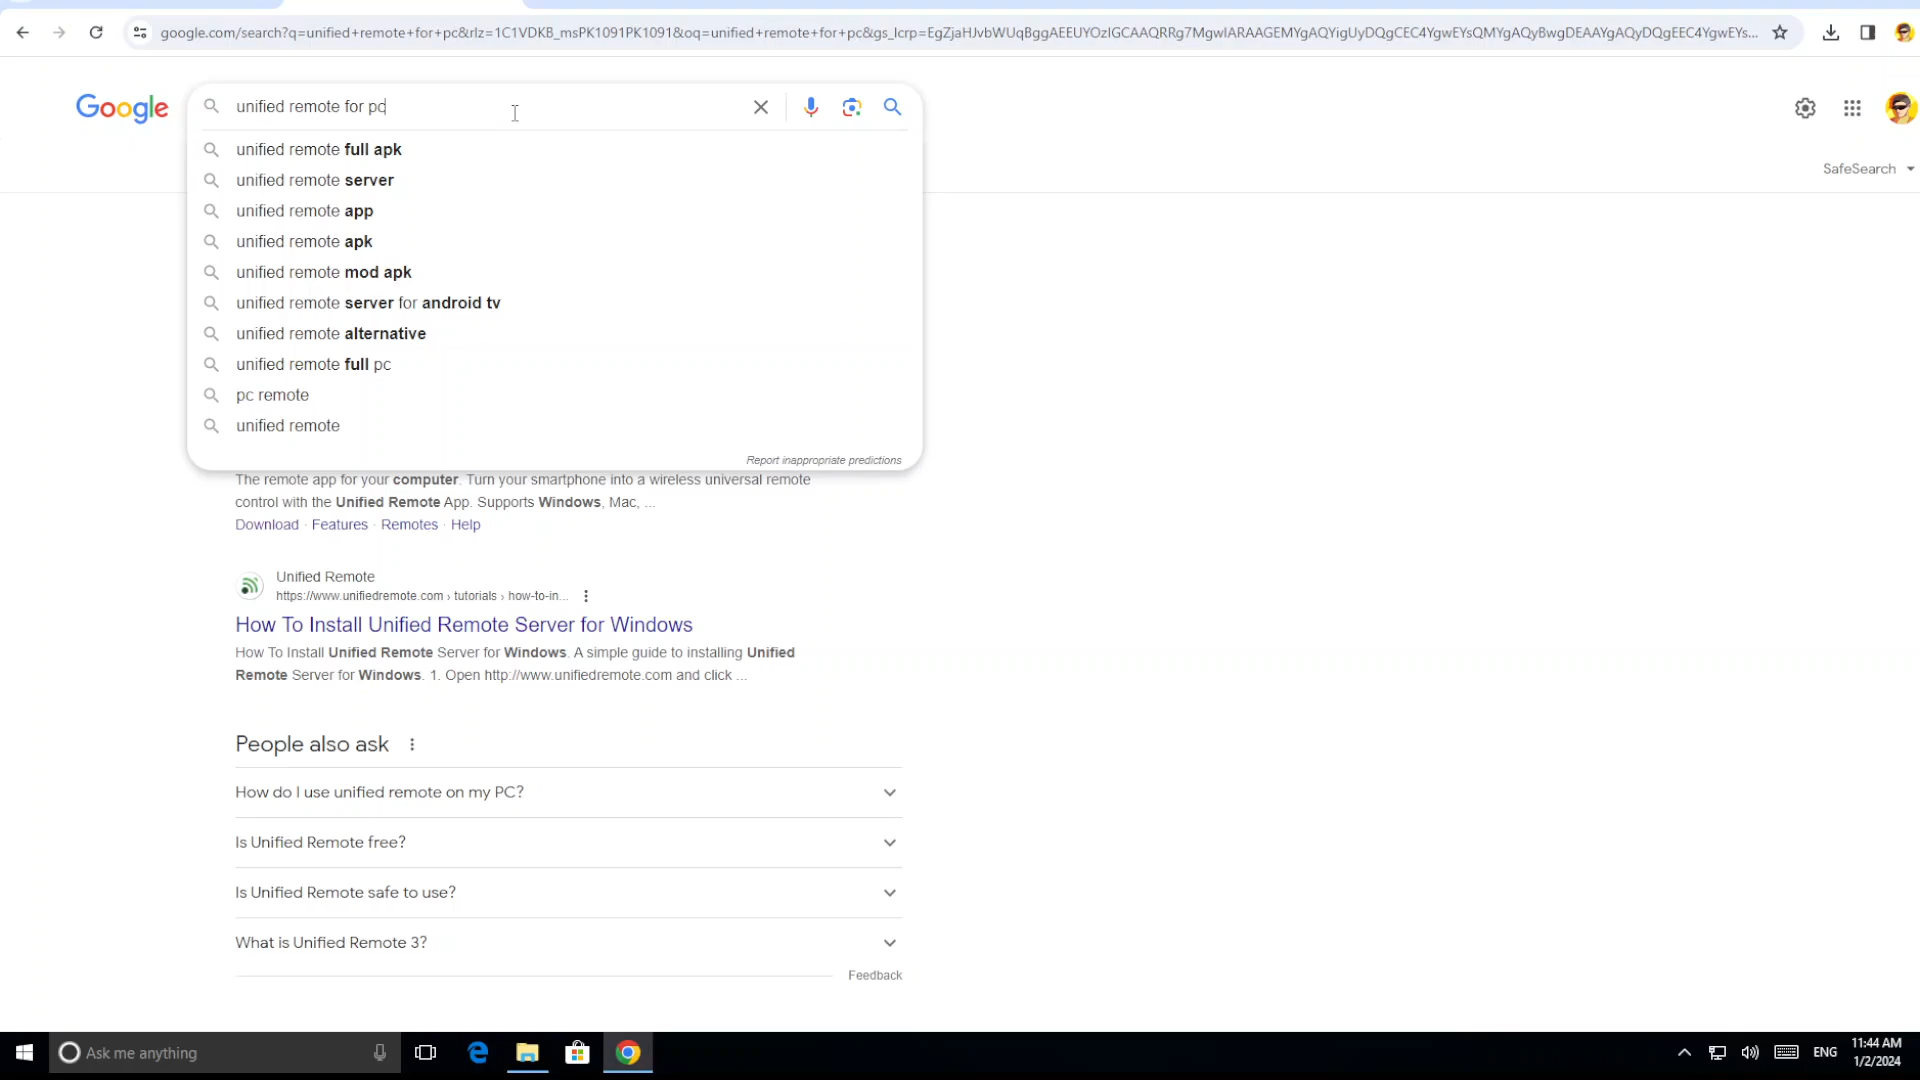 google.com/search?q=unified+remote+for+pc&rlz=1C1VDKB_msPK1091PK1091&oq=unified+remote+for+pc&gs_lcrp=EgZjaHJvbWUqBggAEEUYOzIGCAAQRRg7MgwIARAAGEMYgAQYigUyDQgCEC4YgwEYsQMYgAQyBwgDEAAYgAQyDQgEEC4YgwEYs...
Google
unified remote for pc
unified remote full apk
unified remote server
unified remote app
unified remote apk
unified remote mod apk
unified remote server for android tv
unified remote alternative
unified remote full pc
pc remote
unified remote
Report inappropriate predictions
SafeSearch
The remote app for your computer. Turn your smartphone into a wireless universal remote
control with the Unified Remote App. Supports Windows, Mac, ...
Download · Features · Remotes · Help
Unified Remote
https://www.unifiedremote.com › tutorials › how-to-in...
How To Install Unified Remote Server for Windows
How To Install Unified Remote Server for Windows. A simple guide to installing Unified
Remote Server for Windows. 1. Open http://www.unifiedremote.com and click ...
People also ask
How do I use unified remote on my PC?
Is Unified Remote free?
Is Unified Remote safe to use?
What is Unified Remote 3?
Feedback
Ask me anything
ENG
11:44 AM
1/2/2024